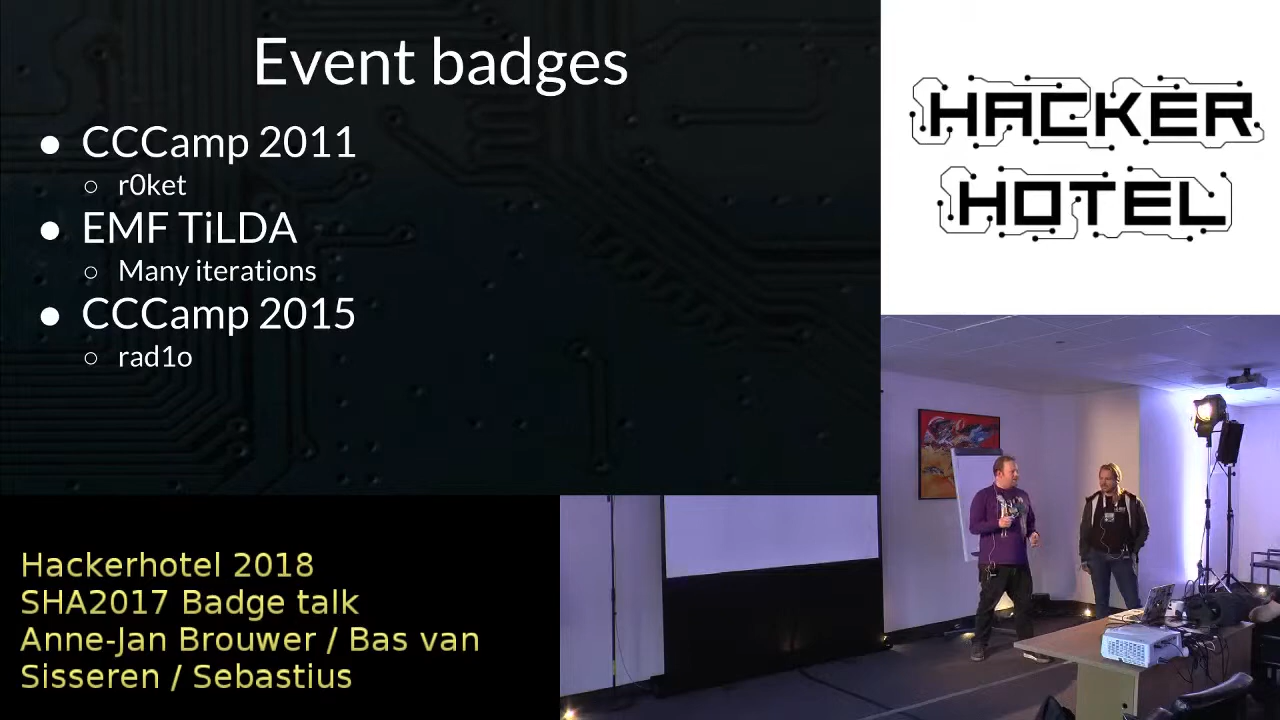 Event badges
● CCCamp 2011
○ r0ket
● EMF TiLDA
○ Many iterations
● CCCamp 2015
○ rad1o
HACKER
HOTEL
Hackerhotel 2018
SHA2017 Badge talk
Anne-Jan Brouwer / Bas van
Sisseren / Sebastius